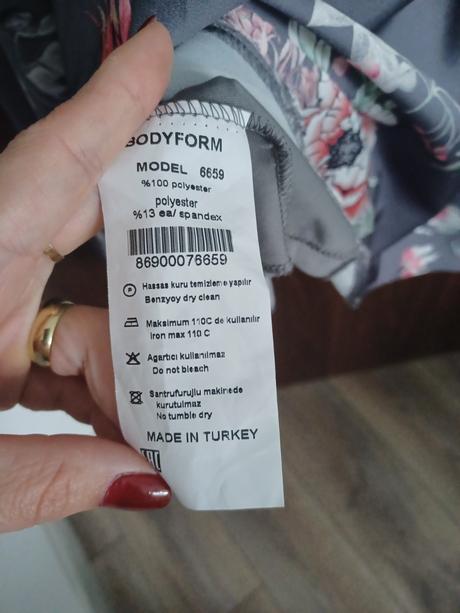 BODYFORM
MODEL 6659
%100 polyester
polyester
%13 ea/ spandex
86900076659
P
Hassas kuru temizleme yapılır
Benzyoy dry clean
Maksimum 110C de kullanılır
iron max 110 C
Agartıcı kullanılmaz
Do not bleach
Santrufurujlu makinede
kurutulmaz
No tumble dry
MADE IN TURKEY
EAC